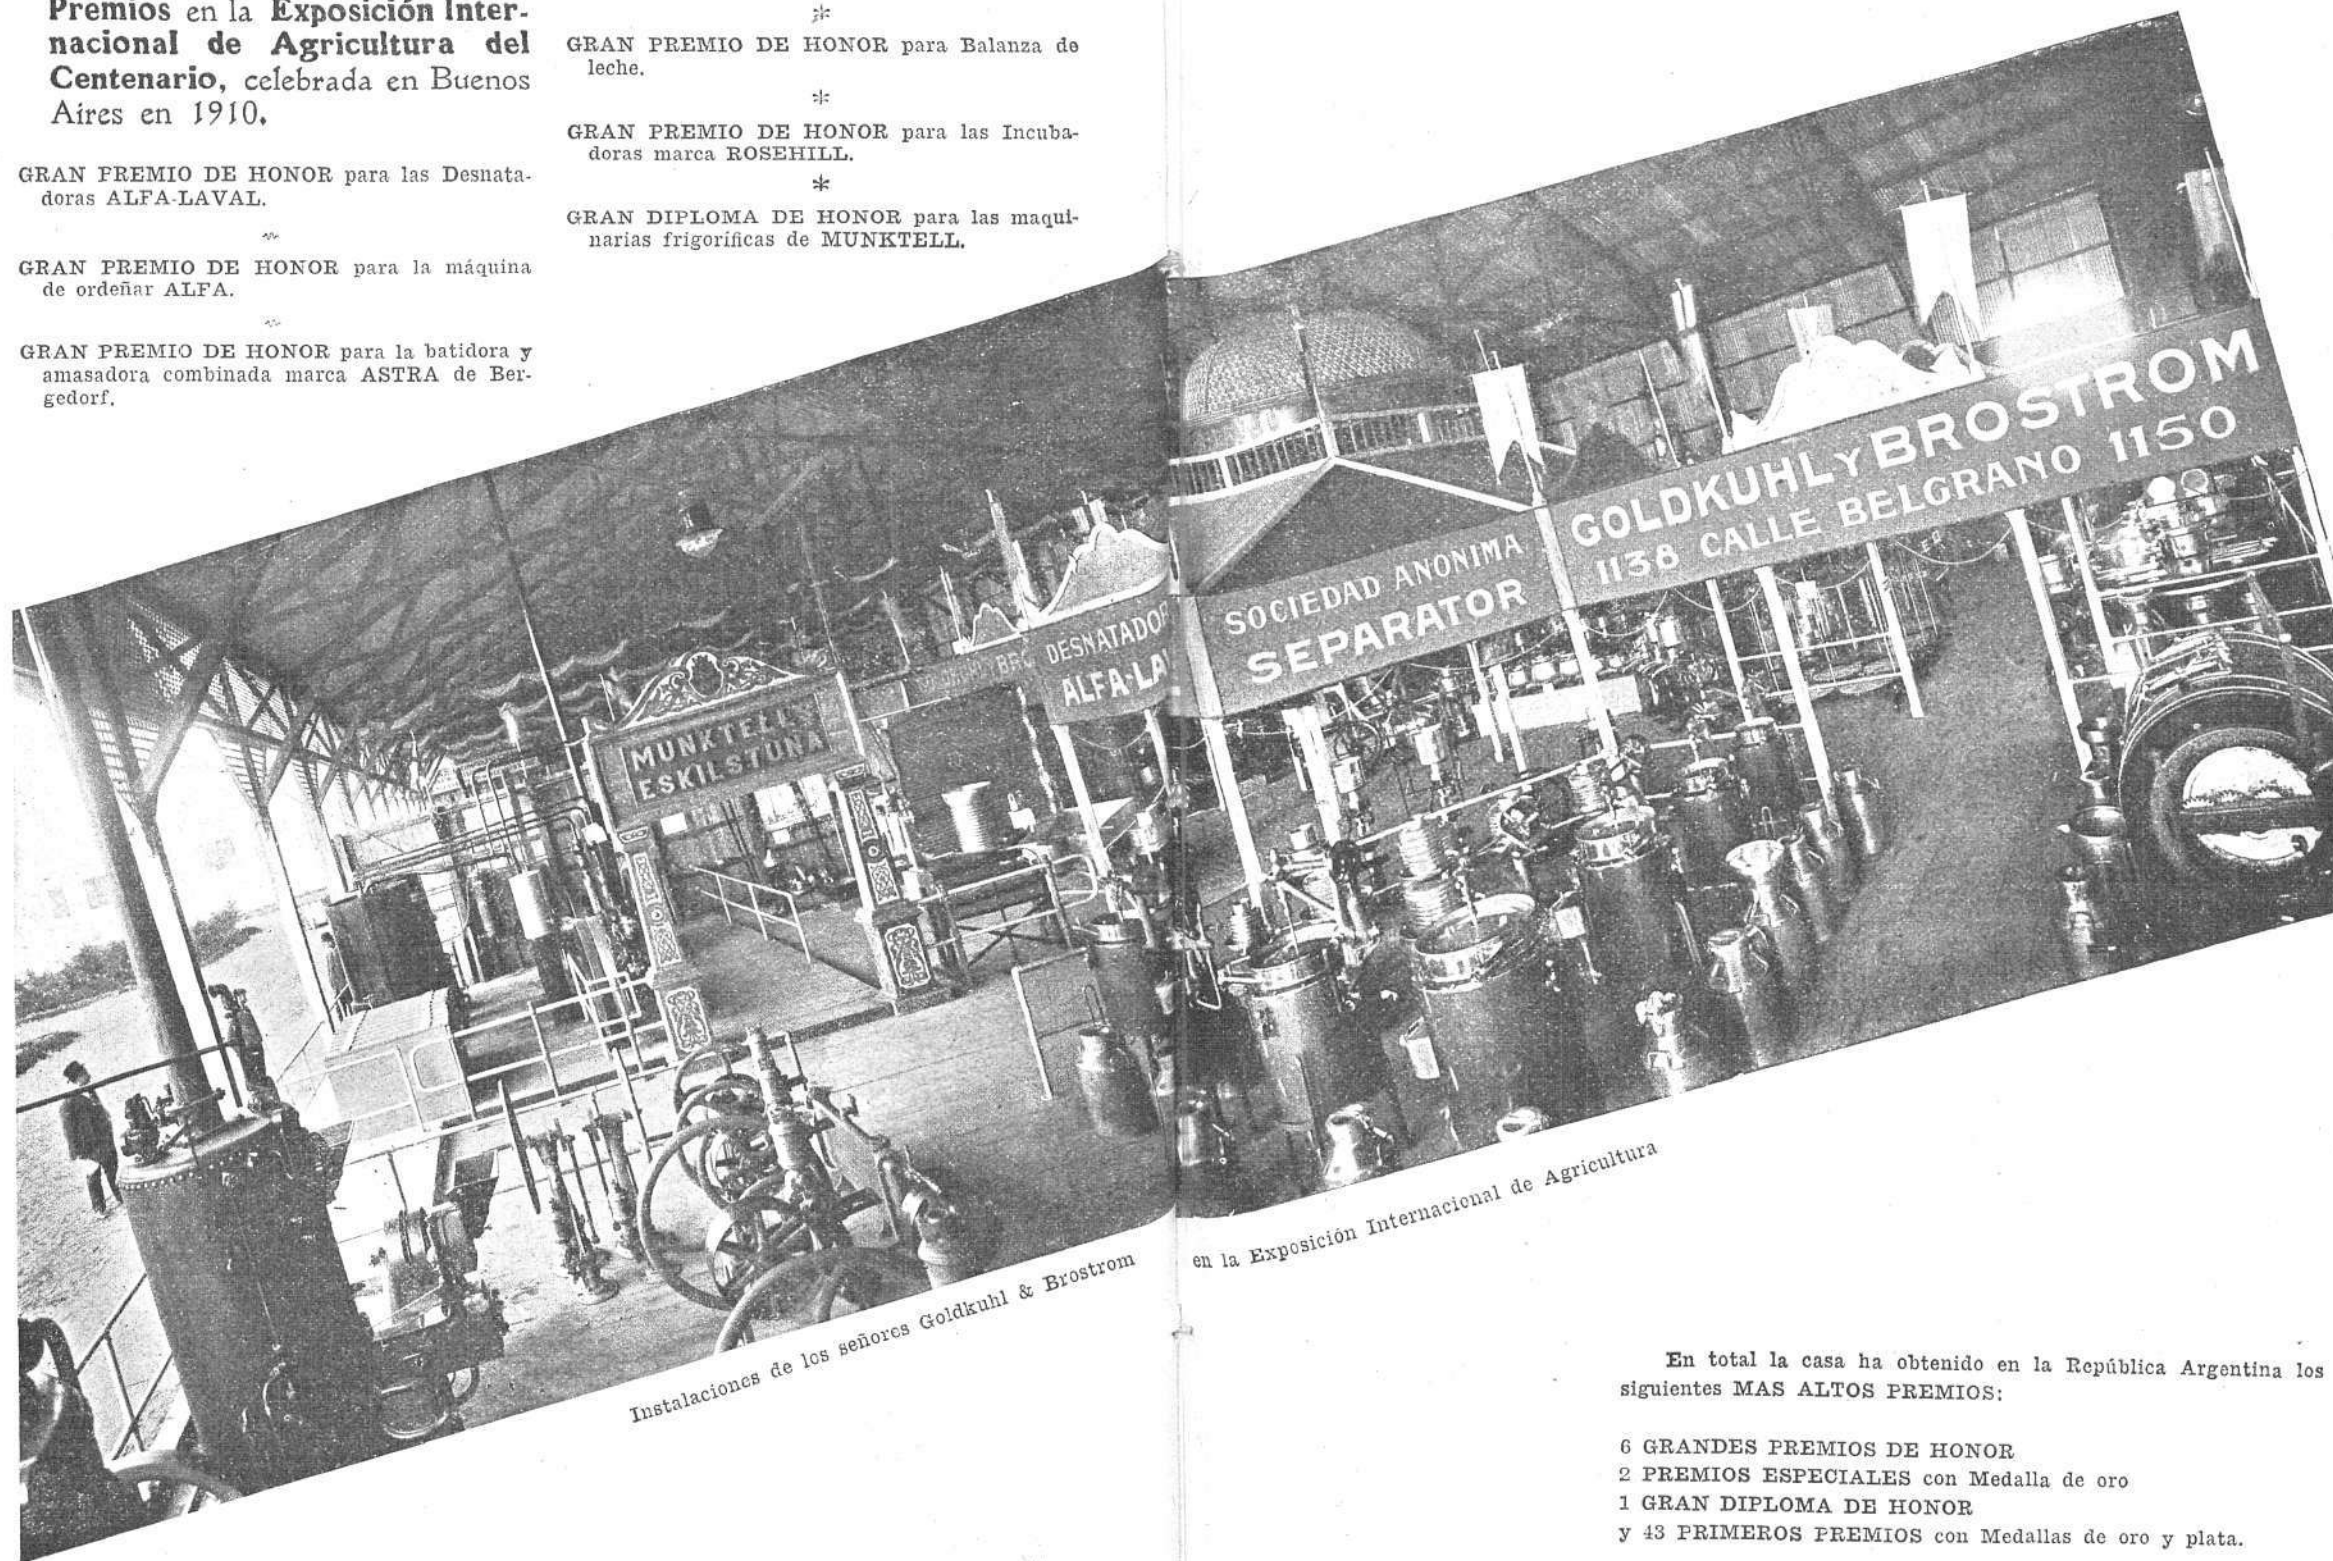 Premios en la Exposición Inter-
nacional de Agricultura del
Centenario, celebrada en Buenos
Aires en 1910.
GRAN PREMIO DE HONOR para las Desnata-
doras ALFA-LAVAL.
GRAN PREMIO DE HONOR para la máquina
de ordeñar ALFA.
GRAN PREMIO DE HONOR para la batidora y
amasadora combinada marca ASTRA de Ber-
gedorf.
*
GRAN PREMIO DE HONOR para Balanza de
leche.
*
GRAN PREMIO DE HONOR para las Incuba-
doras marca ROSEHILL.
*
GRAN DIPLOMA DE HONOR para las maqui-
narias frigoríficas de MUNKTELL.
MUNKTELLS
ESKILSTUNA
DESNATADOR
ALFA-LAV
SOCIEDAD ANONIMA
SEPARATOR
GOLDKUHL Y BROSTROM
1138 CALLE BELGRANO 1150
Instalaciones de los señores Goldkuhl & Brostrom en la Exposición Internacional de Agricultura
En total la casa ha obtenido en la República Argentina los
siguientes MAS ALTOS PREMIOS:
6 GRANDES PREMIOS DE HONOR
2 PREMIOS ESPECIALES con Medalla de oro
1 GRAN DIPLOMA DE HONOR
y 43 PRIMEROS PREMIOS con Medallas de oro y plata.